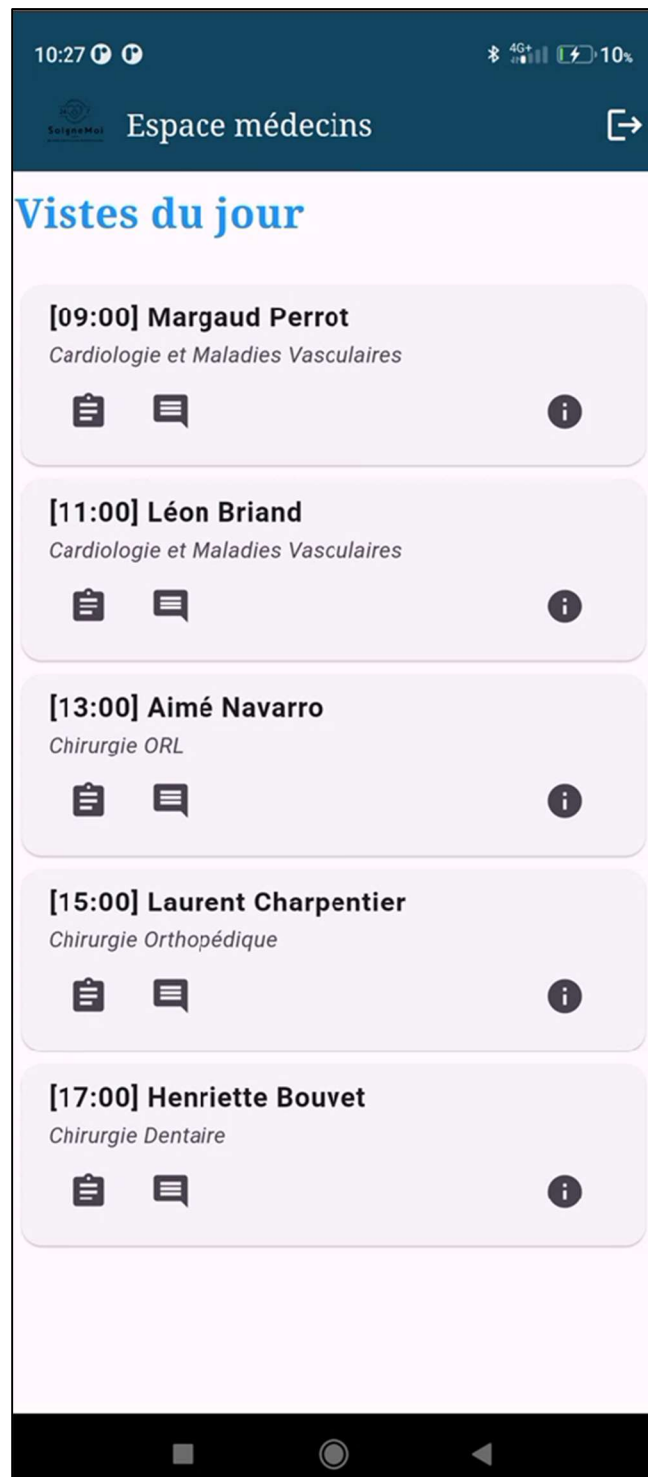 10:27
4G+
10%
SoigneMoi
Espace médecins
Vistes du jour
[09:00] Margaud Perrot
Cardiologie et Maladies Vasculaires
[11:00] Léon Briand
Cardiologie et Maladies Vasculaires
[13:00] Aimé Navarro
Chirurgie ORL
[15:00] Laurent Charpentier
Chirurgie Orthopédique
[17:00] Henriette Bouvet
Chirurgie Dentaire